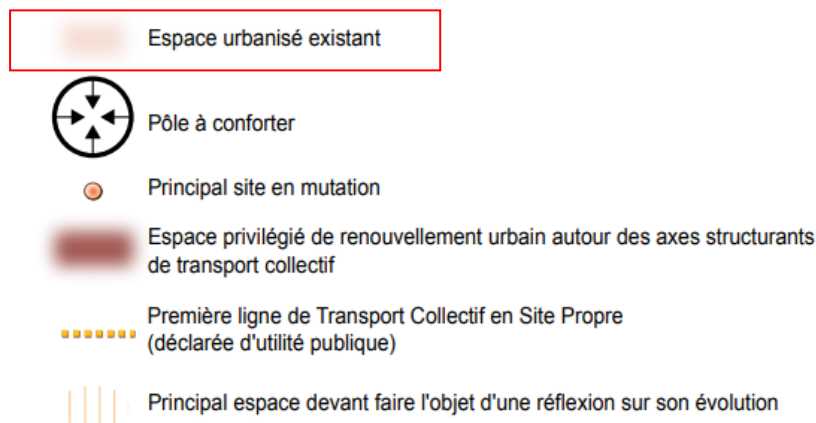 Espace urbanisé existant
Pôle à conforter
Principal site en mutation
Espace privilégié de renouvellement urbain autour des axes structurants
de transport collectif
Première ligne de Transport Collectif en Site Propre
(déclarée d'utilité publique)
Principal espace devant faire l'objet d'une réflexion sur son évolution